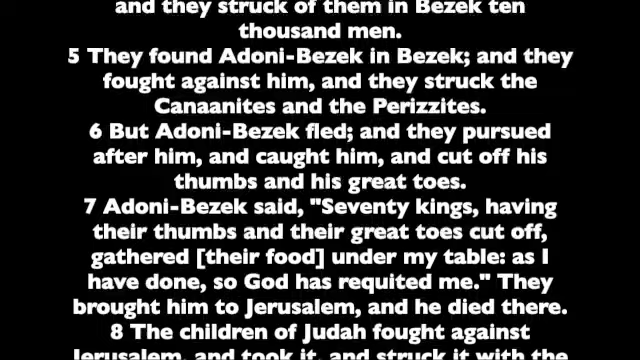 and they struck of them in Bezek ten
thousand men.
5 They found Adoni-Bezek in Bezek; and they
fought against him, and they struck the
Canaanites and the Perizzites.
6 But Adoni-Bezek fled; and they pursued
after him, and caught him, and cut off his
thumbs and his great toes.
7 Adoni-Bezek said, "Seventy kings, having
their thumbs and their great toes cut off,
gathered [their food] under my table: as I
have done, so God has requited me." They
brought him to Jerusalem, and he died there.
8 The children of Judah fought against
Jerusalem, and took it, and struck it with the